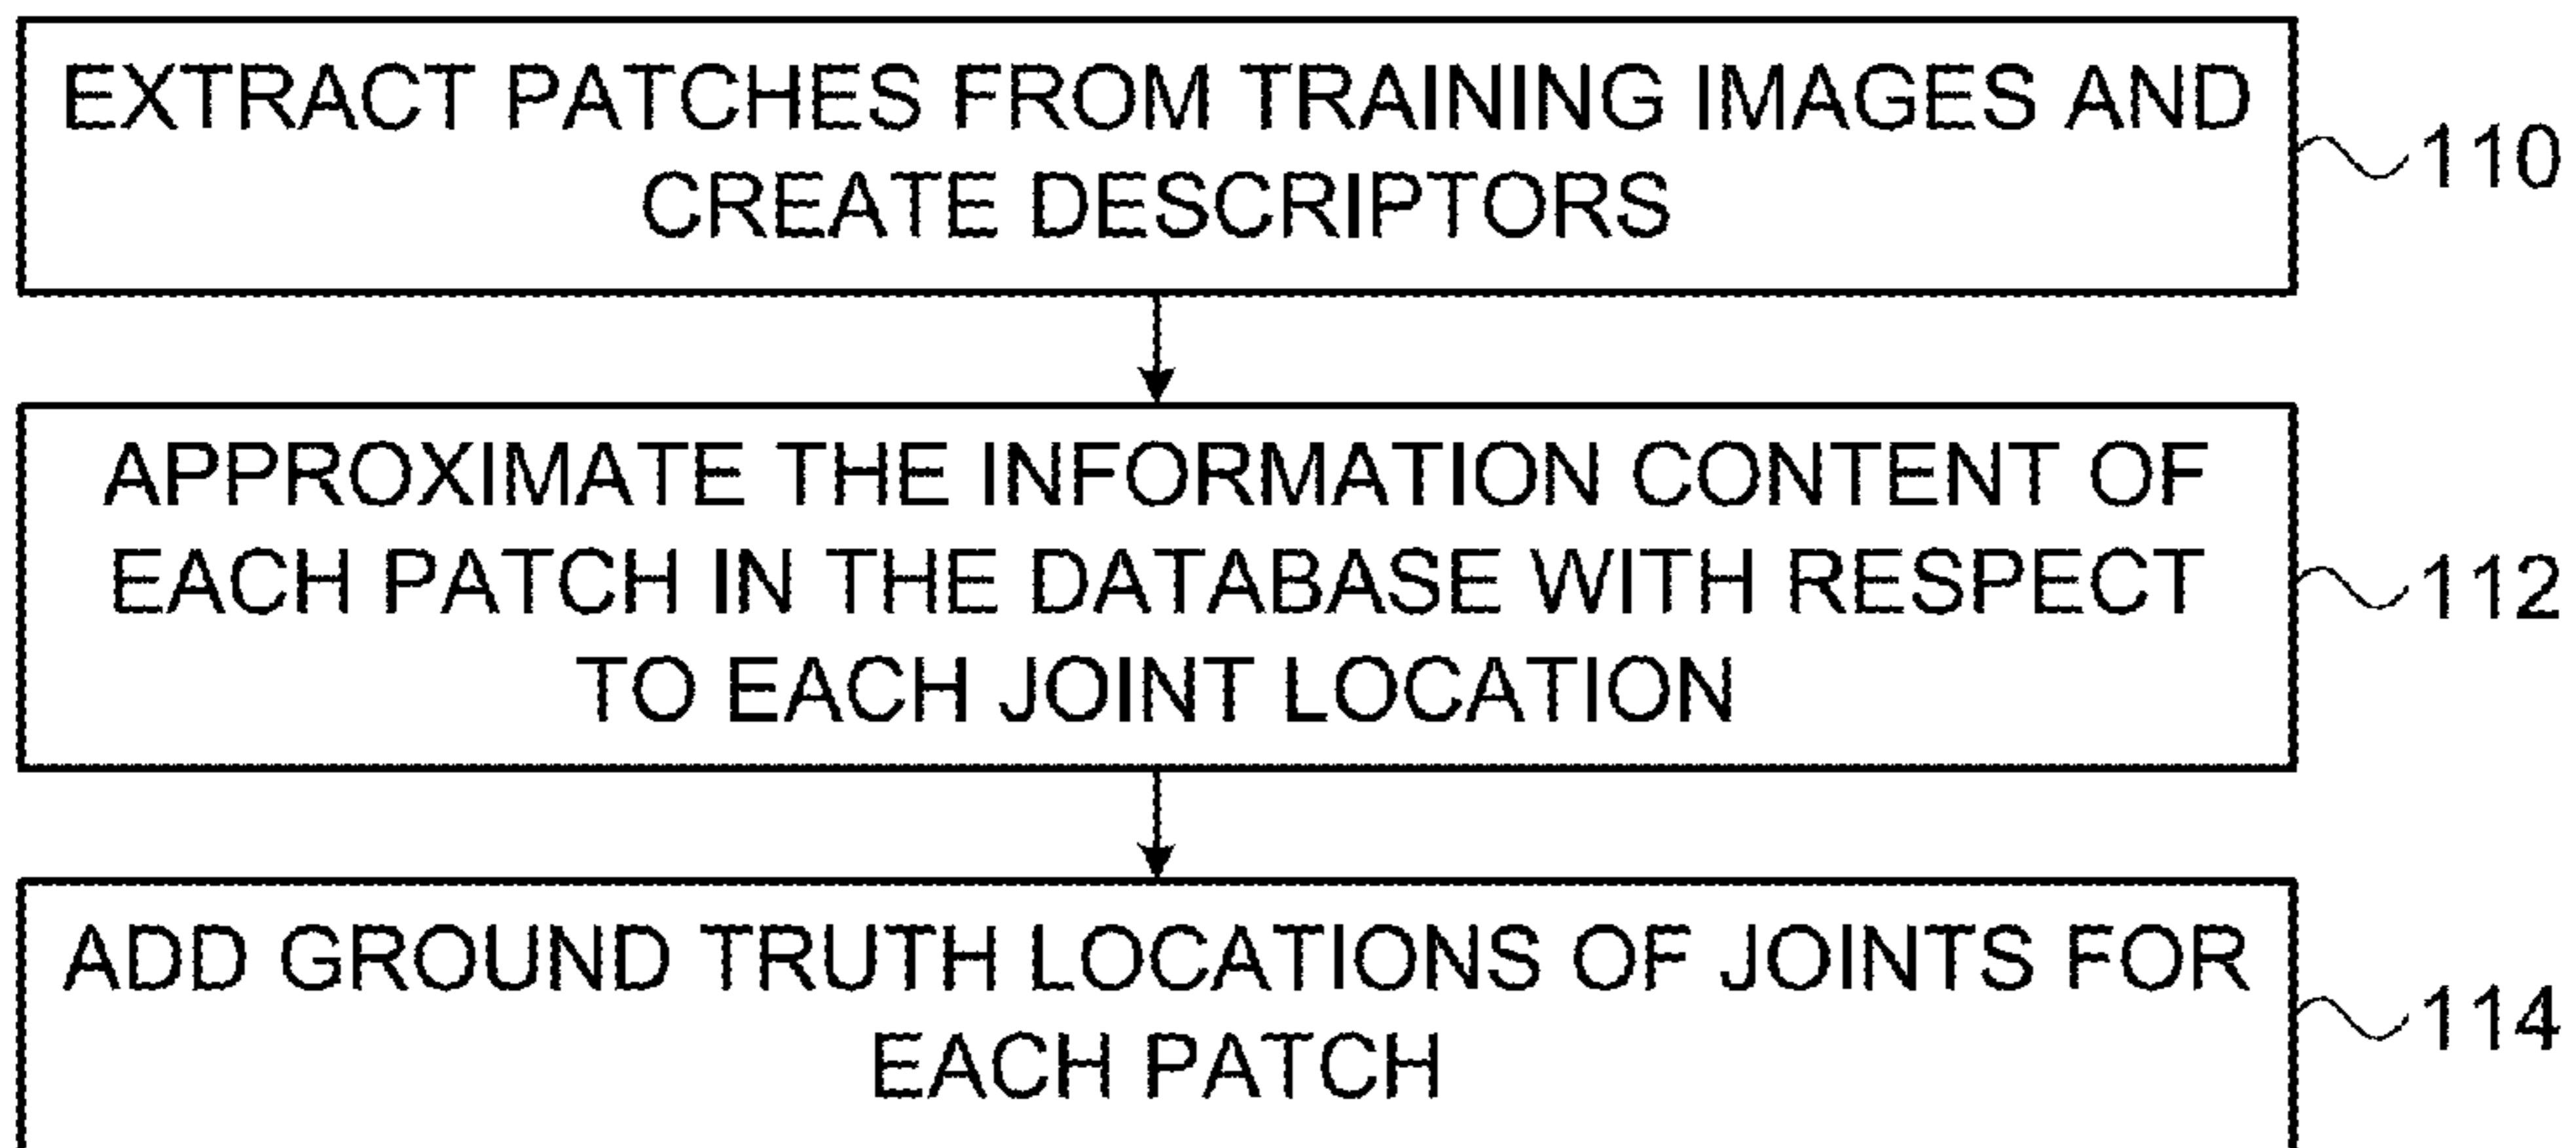 EXTRACT PATCHES FROM TRAINING IMAGES AND
CREATE DESCRIPTORS
110
APPROXIMATE THE INFORMATION CONTENT OF
EACH PATCH IN THE DATABASE WITH RESPECT
TO EACH JOINT LOCATION
112
ADD GROUND TRUTH LOCATIONS OF JOINTS FOR
EACH PATCH
114